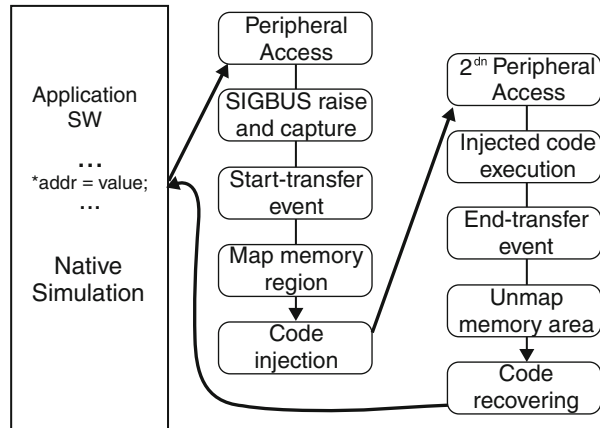 Application
SW
...
*addr = value;
...
Native
Simulation
Peripheral
Access
SIGBUS raise
and capture
Start-transfer
event
Map memory
region
Code
injection
2dn Peripheral
Access
Injected code
execution
End-transfer
event
Unmap
memory area
Code
recovering